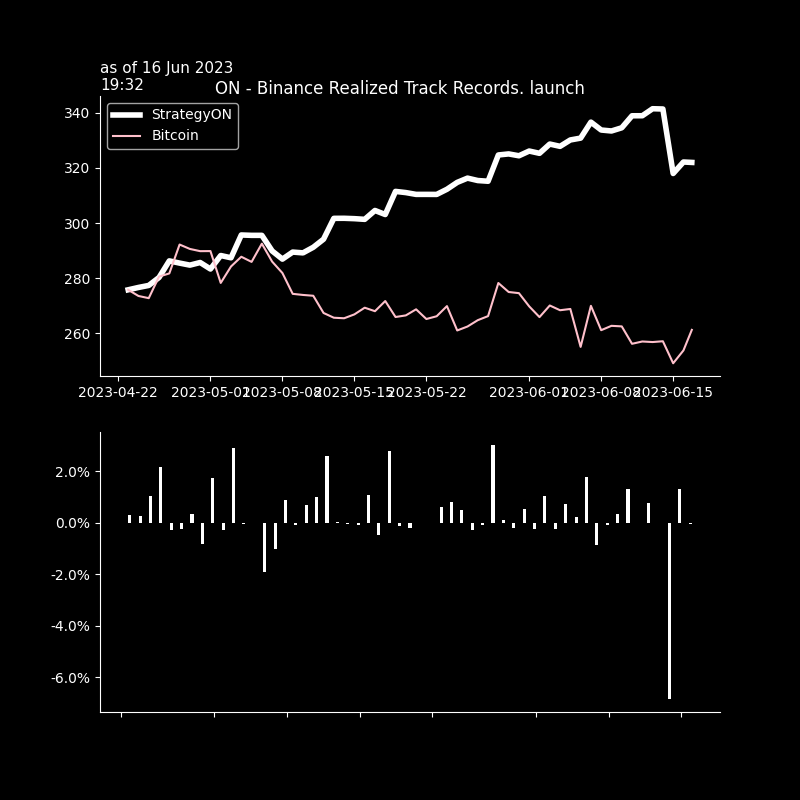 as of 16 Jun 2023
19:32
ON - Binance Realized Track Records. launch
StrategyON
Bitcoin
340
320
300
280
260
2023-04-22 2023-05-01 2023-05-08 2023-05-15 2023-05-22 2023-06-01 2023-06-08 2023-06-15
2.0%
0.0%
-2.0%
-4.0%
-6.0%